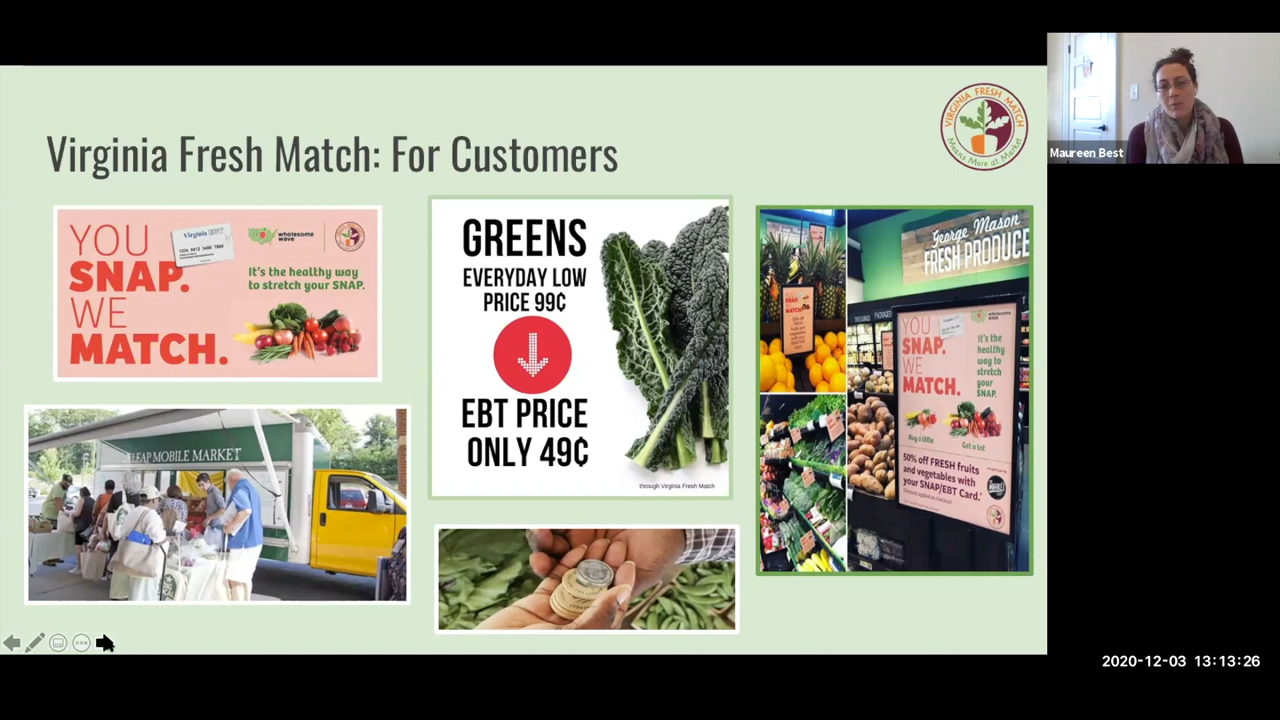 Virginia Fresh Match: For Customers
VIRGINIA FRESH MATCH
Means More at Market
Maureen Best
YOU
SNAP.
WE
MATCH.
Virginia
wholesome
wave
It's the healthy way
to stretch your SNAP.
GREENS
EVERYDAY LOW
PRICE 99¢
EBT PRICE
ONLY 49¢
through Virginia Fresh Match
George Mason
FRESH PRODUCE
YOU
SNAP.
WE
MATCH.
It's the
healthy
way to
stretch
your
SNAP.
Buy a little
Get a lot
50% off FRESH fruits
and vegetables with
your SNAP/EBT Card.*
LEAP MOBILE MARKET
2020-12-03 13:13:26